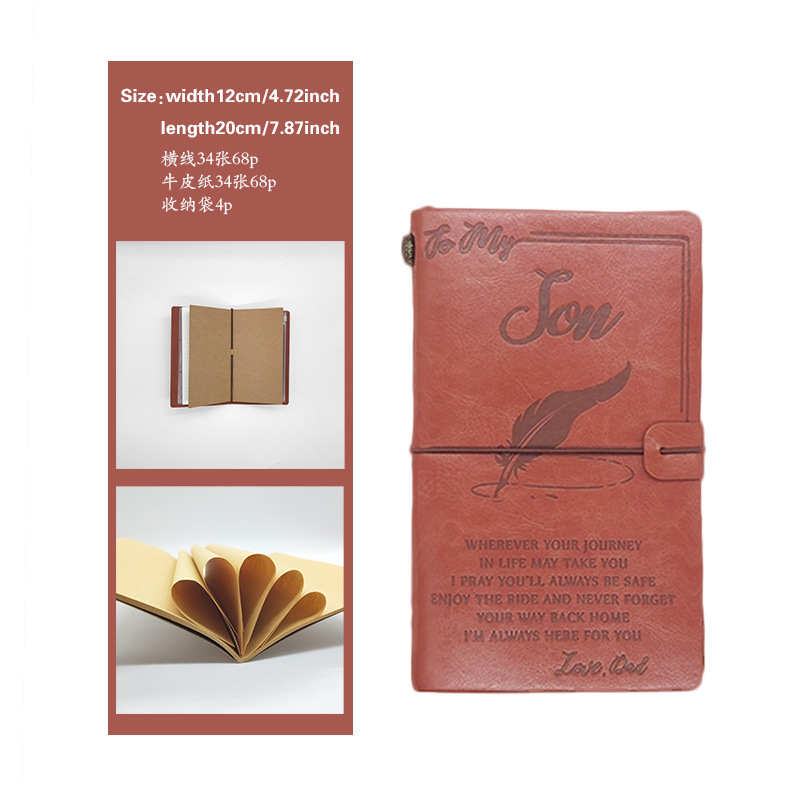 Size:width12cm/4.72inch
length20cm/7.87inch
横线34张68p
牛皮纸34张68p
收纳袋4p
To My
Son
WHEREVER YOUR JOURNEY
IN LIFE MAY TAKE YOU
I PRAY YOU'LL ALWAYS BE SAFE
ENJOY THE RIDE AND NEVER FORGET
YOUR WAY BACK HOME
I'M ALWAYS HERE FOR YOU
Love, Dad